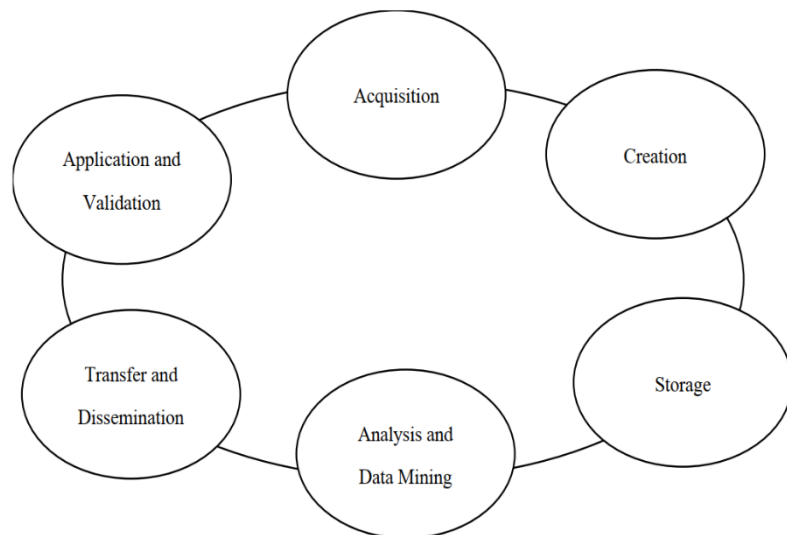 Acquisition
Creation
Storage
Analysis and
Data Mining
Transfer and
Dissemination
Application and
Validation